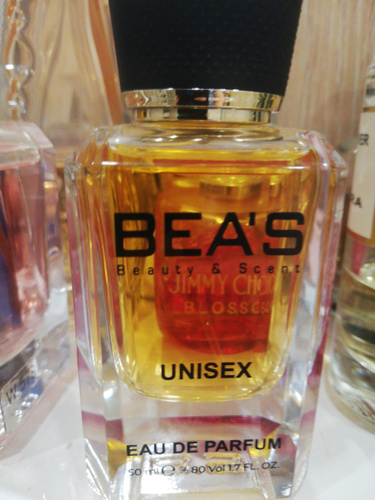 BEA'S
Beauty & Scent
JIMMY CHOO
BLOSSOM
UNISEX
EAU DE PARFUM
50 ml ℮ % 80 Vol 1.7 FL. OZ.